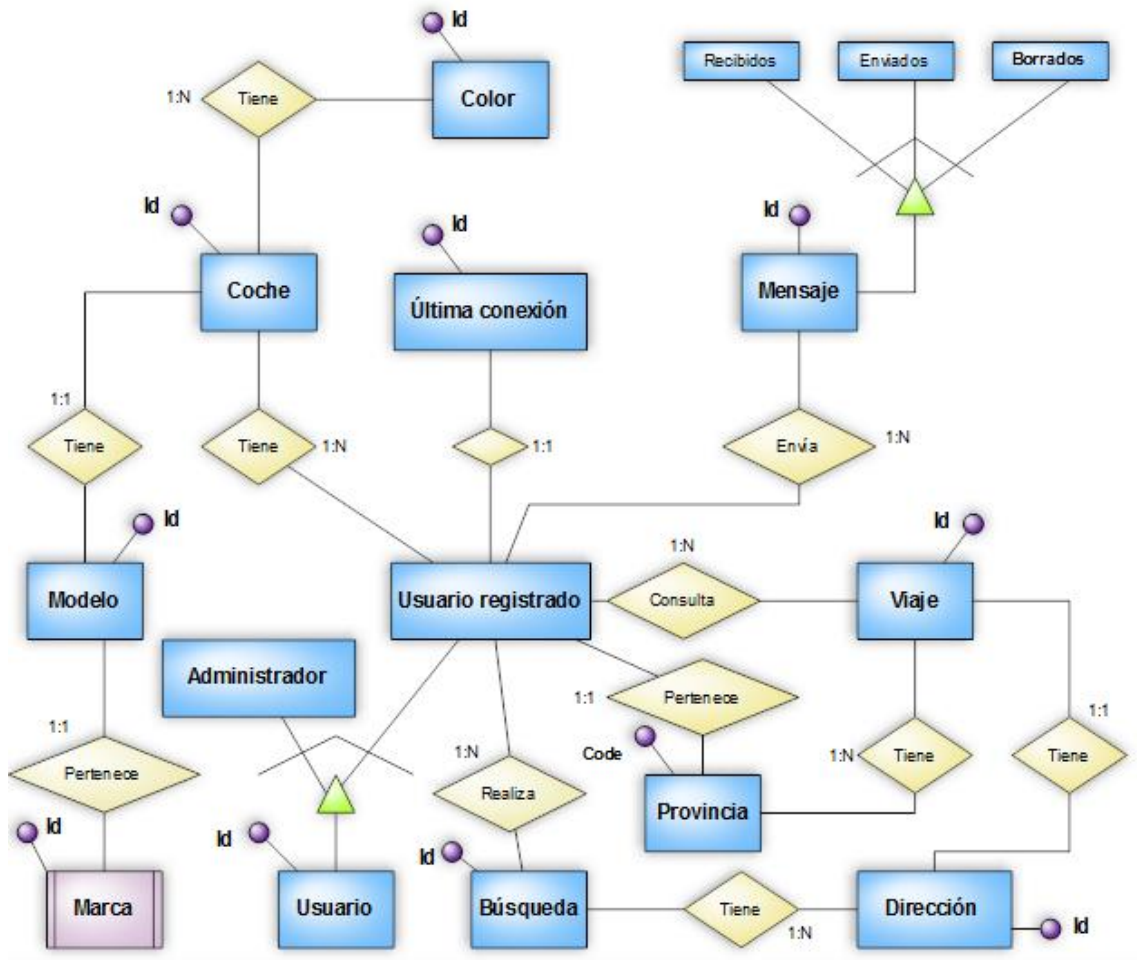 Id
Recibidos
Enviados
Borrados
1:N
Tiene
Color
Id
Id
Id
Coche
Última conexión
Mensaje
1:1
Tiene
Tiene
1:N
1:1
Envía
1:N
Id
1:N
Id
Modelo
Usuario registrado
Consulta
Viaje
Administrador
1:1
Pertenece
1:1
1:1
Pertenece
1:N
Code
1:N
Tiene
Tiene
Realiza
Provincia
Id
Id
Id
Marca
Usuario
Búsqueda
Tiene
1:N
Dirección
Id